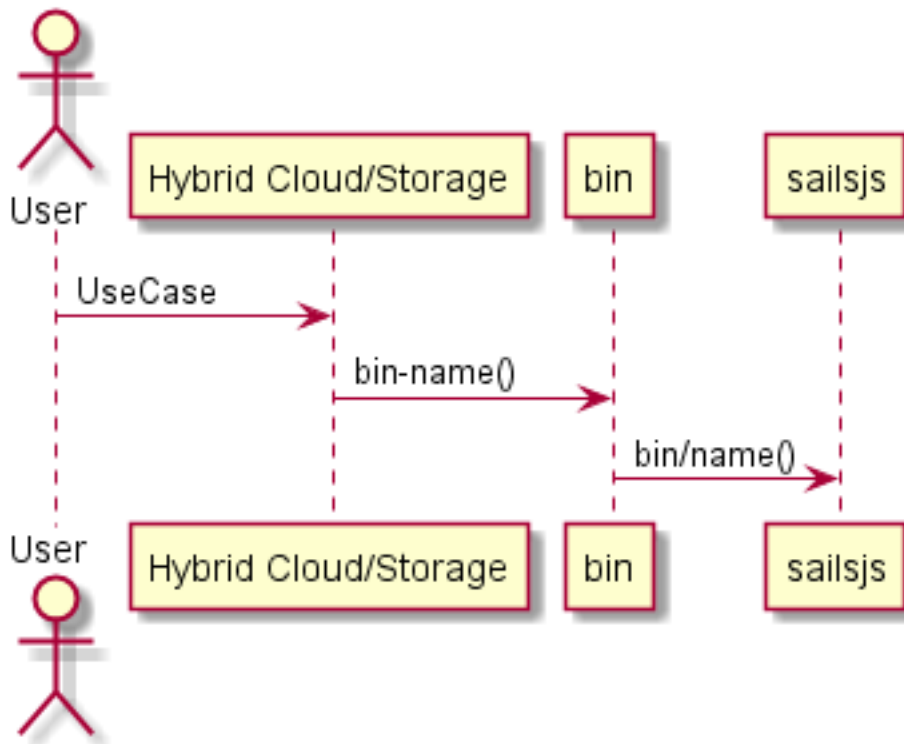 User
Hybrid Cloud/Storage
bin
sailsjs
UseCase
bin-name()
bin/name()
User
Hybrid Cloud/Storage
bin
sailsjs